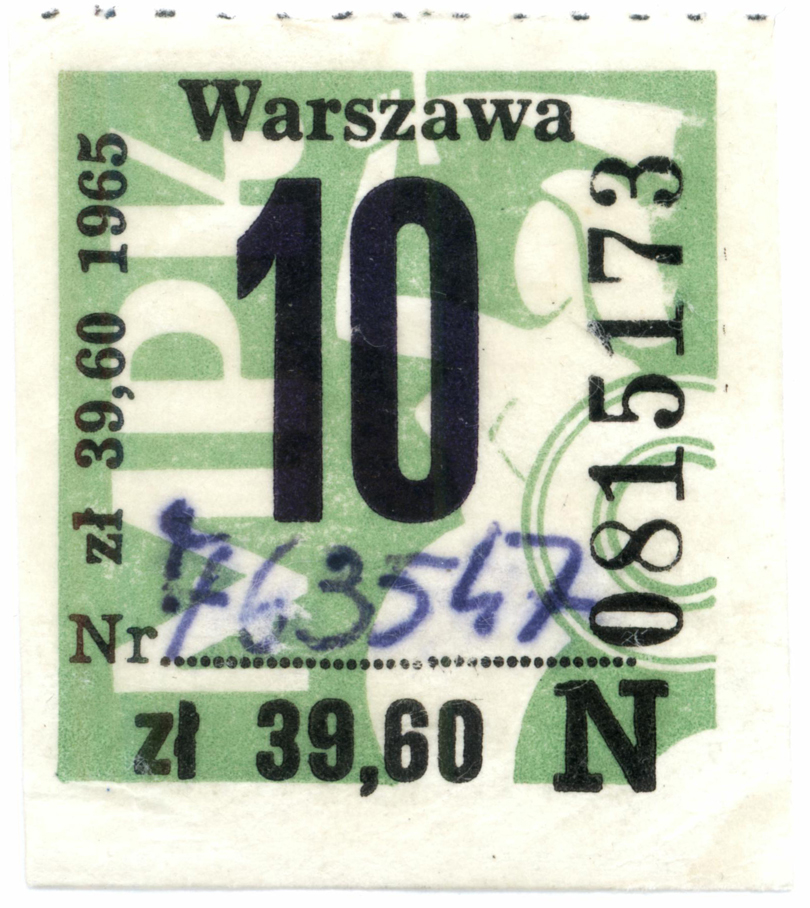 Warszawa
zł 39,60 1965
10
0815173
Nr 763547
zł 39,60 N